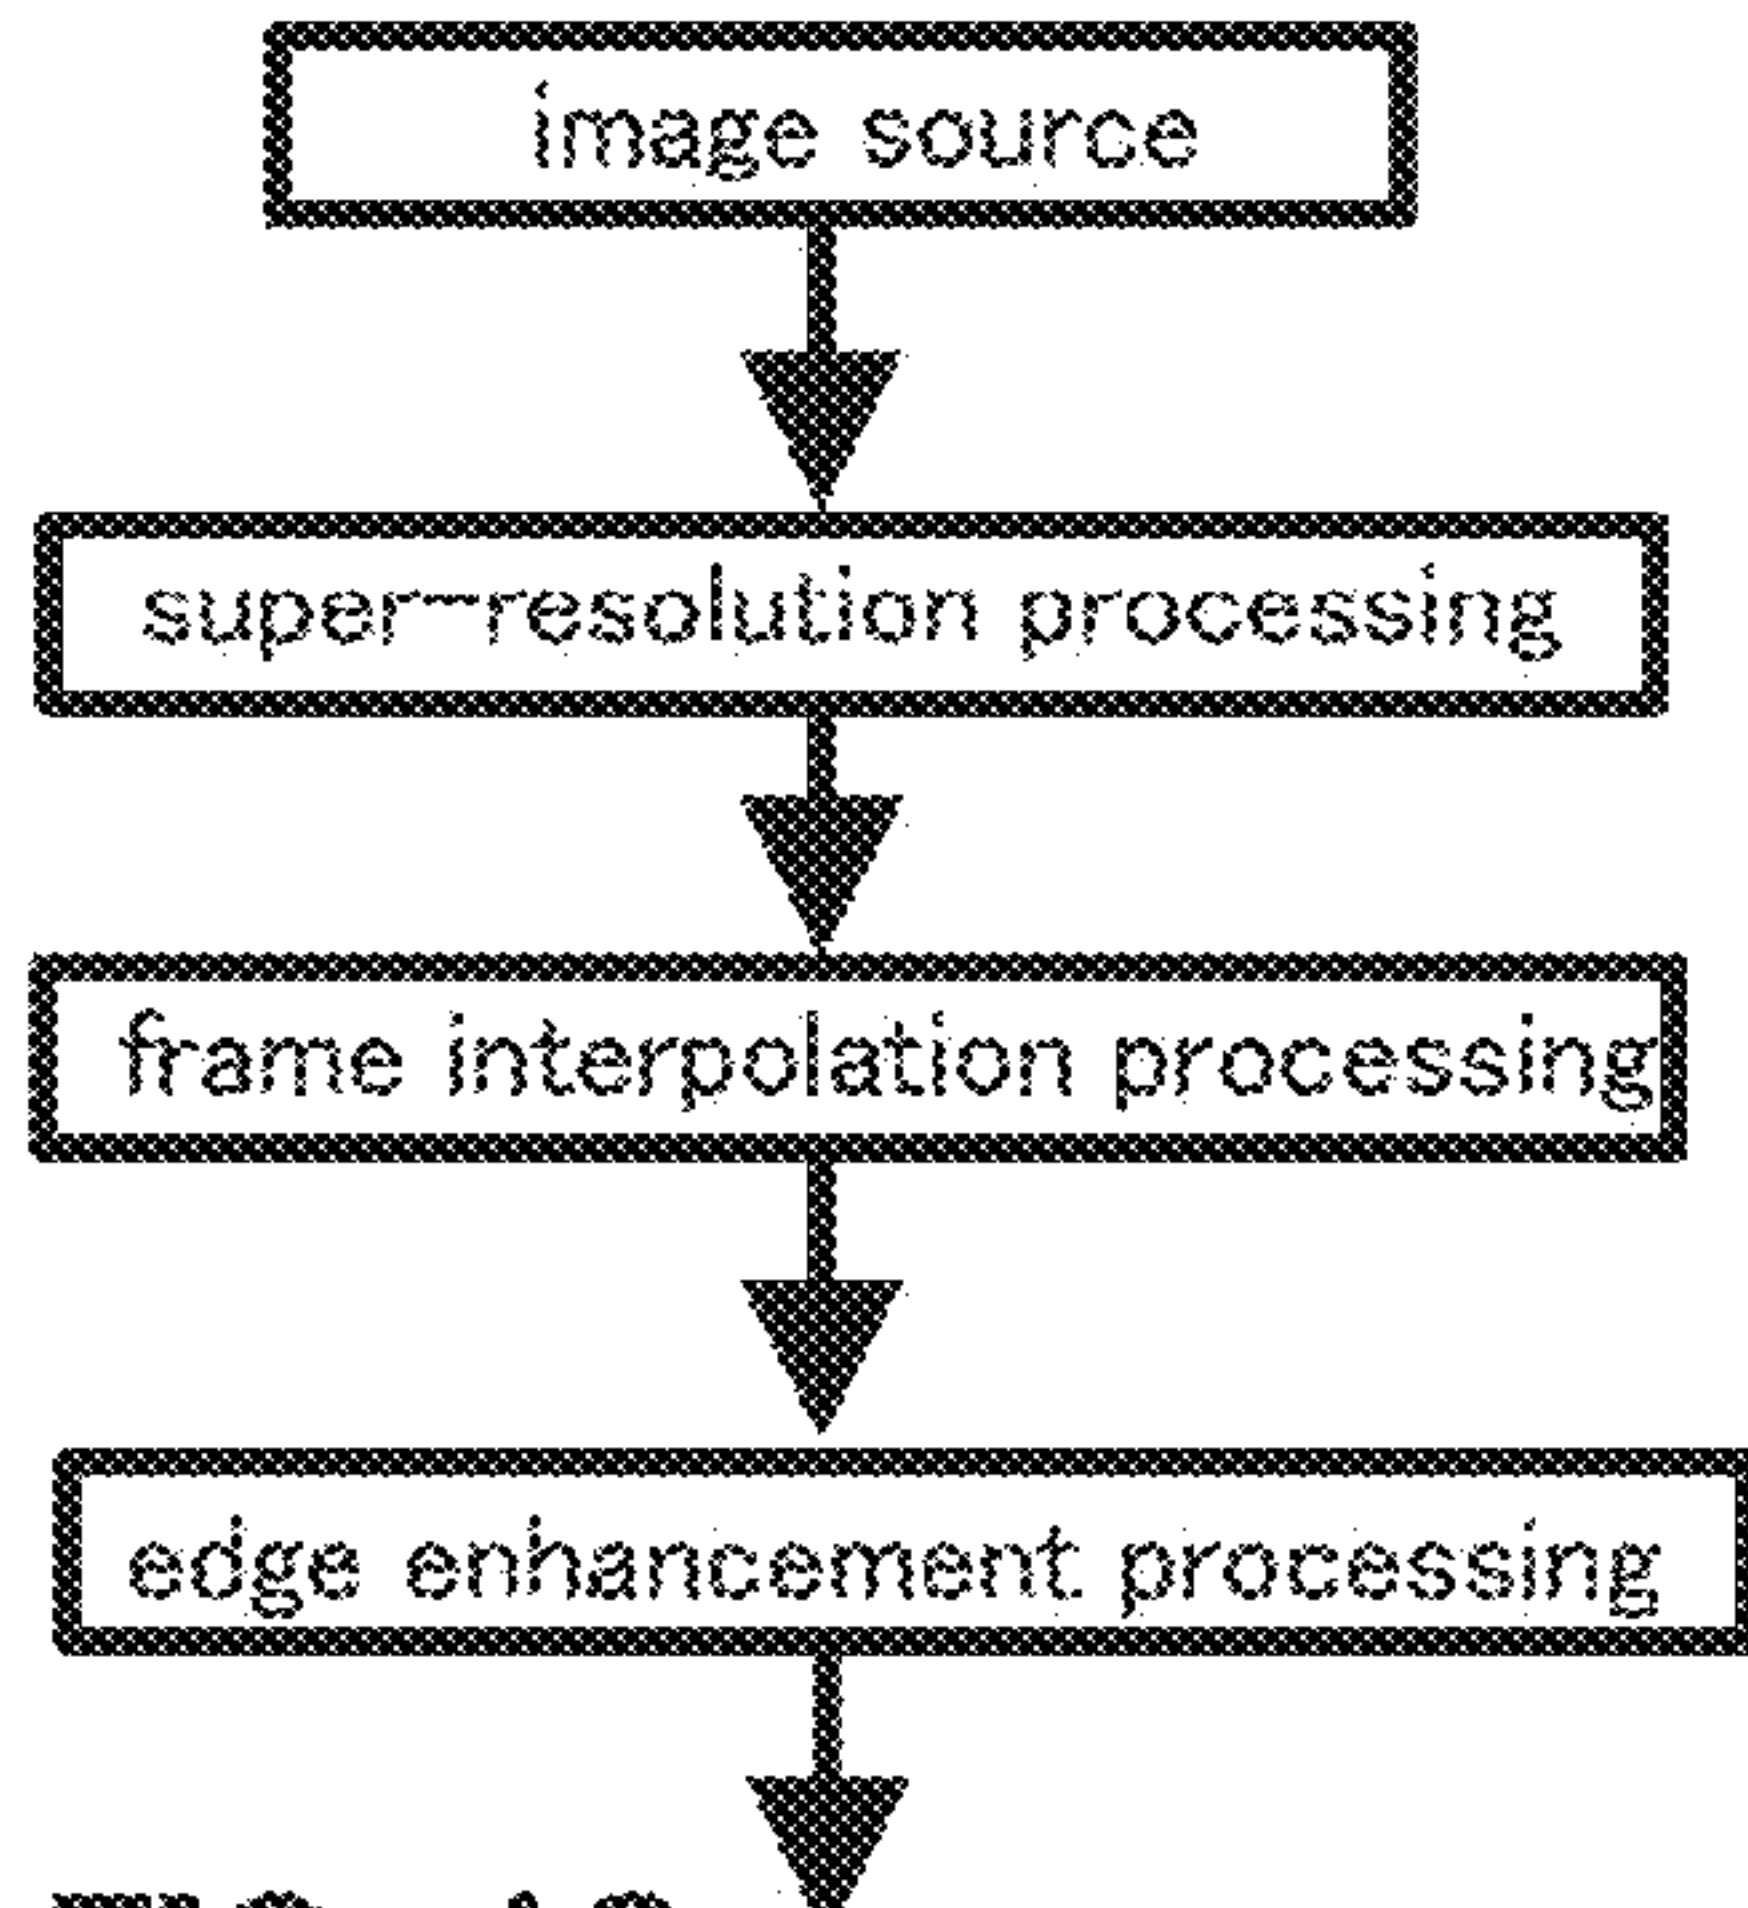 image source
super-resolution processing
frame interpolation processing
edge enhancement processing